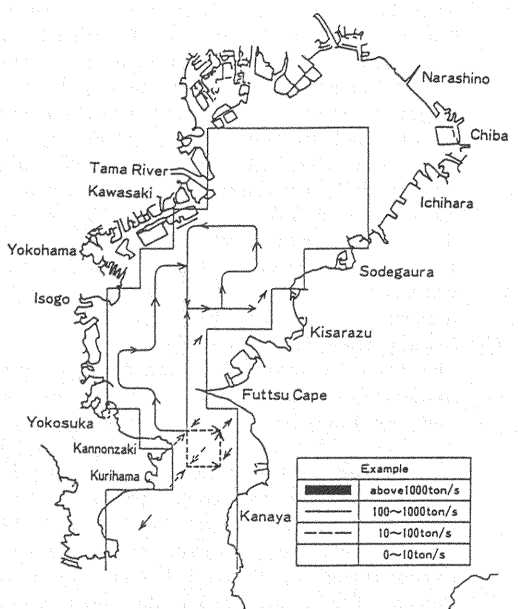 Narashino
Chiba
Tama River
Kawasaki
Ichihara
Yokohama
Sodegaura
Isogo
Kisarazu
Futtsu Cape
Yokosuka
Kannonzaki
Kurihama
Kanaya
Example
above1000ton/s
100～1000ton/s
10～100ton/s
0～10ton/s